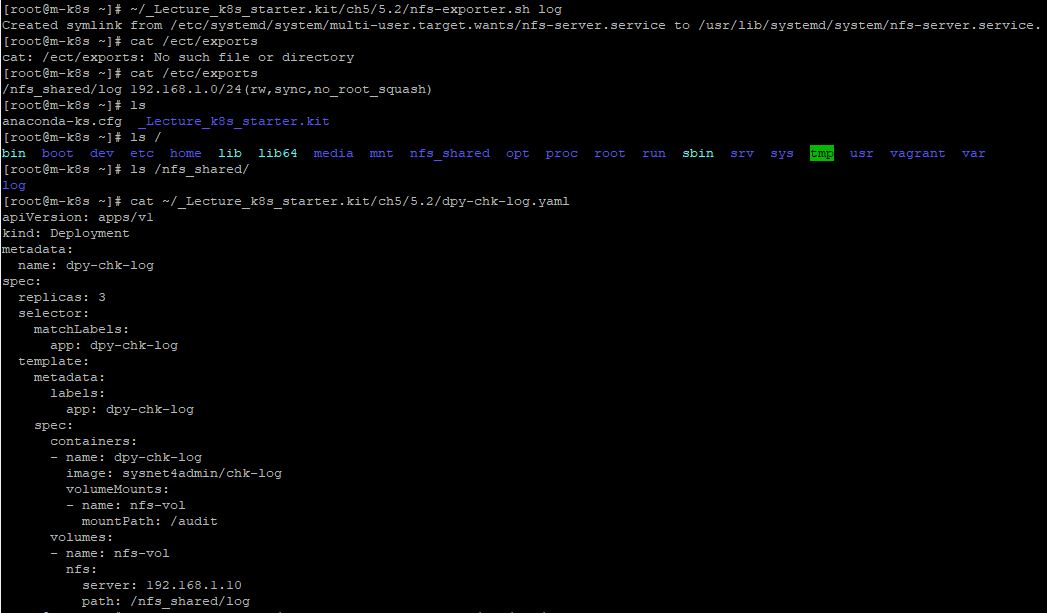 [root@m-k8s ~]# ~/_Lecture_k8s_starter.kit/ch5/5.2/nfs-exporter.sh log
Created symlink from /etc/systemd/system/multi-user.target.wants/nfs-server.service to /usr/lib/systemd/system/nfs-server.service.
[root@m-k8s ~]# cat /ect/exports
cat: /ect/exports: No such file or directory
[root@m-k8s ~]# cat /etc/exports
/nfs_shared/log 192.168.1.0/24(rw,sync,no_root_squash)
[root@m-k8s ~]# ls
anaconda-ks.cfg  _Lecture_k8s_starter.kit
[root@m-k8s ~]# ls /
bin  boot  dev  etc  home  lib  lib64  media  mnt  nfs_shared  opt  proc  root  run  sbin  srv  sys  tmp  usr  vagrant  var
[root@m-k8s ~]# ls /nfs_shared/
log
[root@m-k8s ~]# cat ~/_Lecture_k8s_starter.kit/ch5/5.2/dpy-chk-log.yaml
apiVersion: apps/v1
kind: Deployment
metadata:
  name: dpy-chk-log
spec:
  replicas: 3
  selector:
    matchLabels:
      app: dpy-chk-log
  template:
    metadata:
      labels:
        app: dpy-chk-log
    spec:
      containers:
      - name: dpy-chk-log
        image: sysnet4admin/chk-log
        volumeMounts:
        - name: nfs-vol
          mountPath: /audit
      volumes:
      - name: nfs-vol
        nfs:
          server: 192.168.1.10
          path: /nfs_shared/log